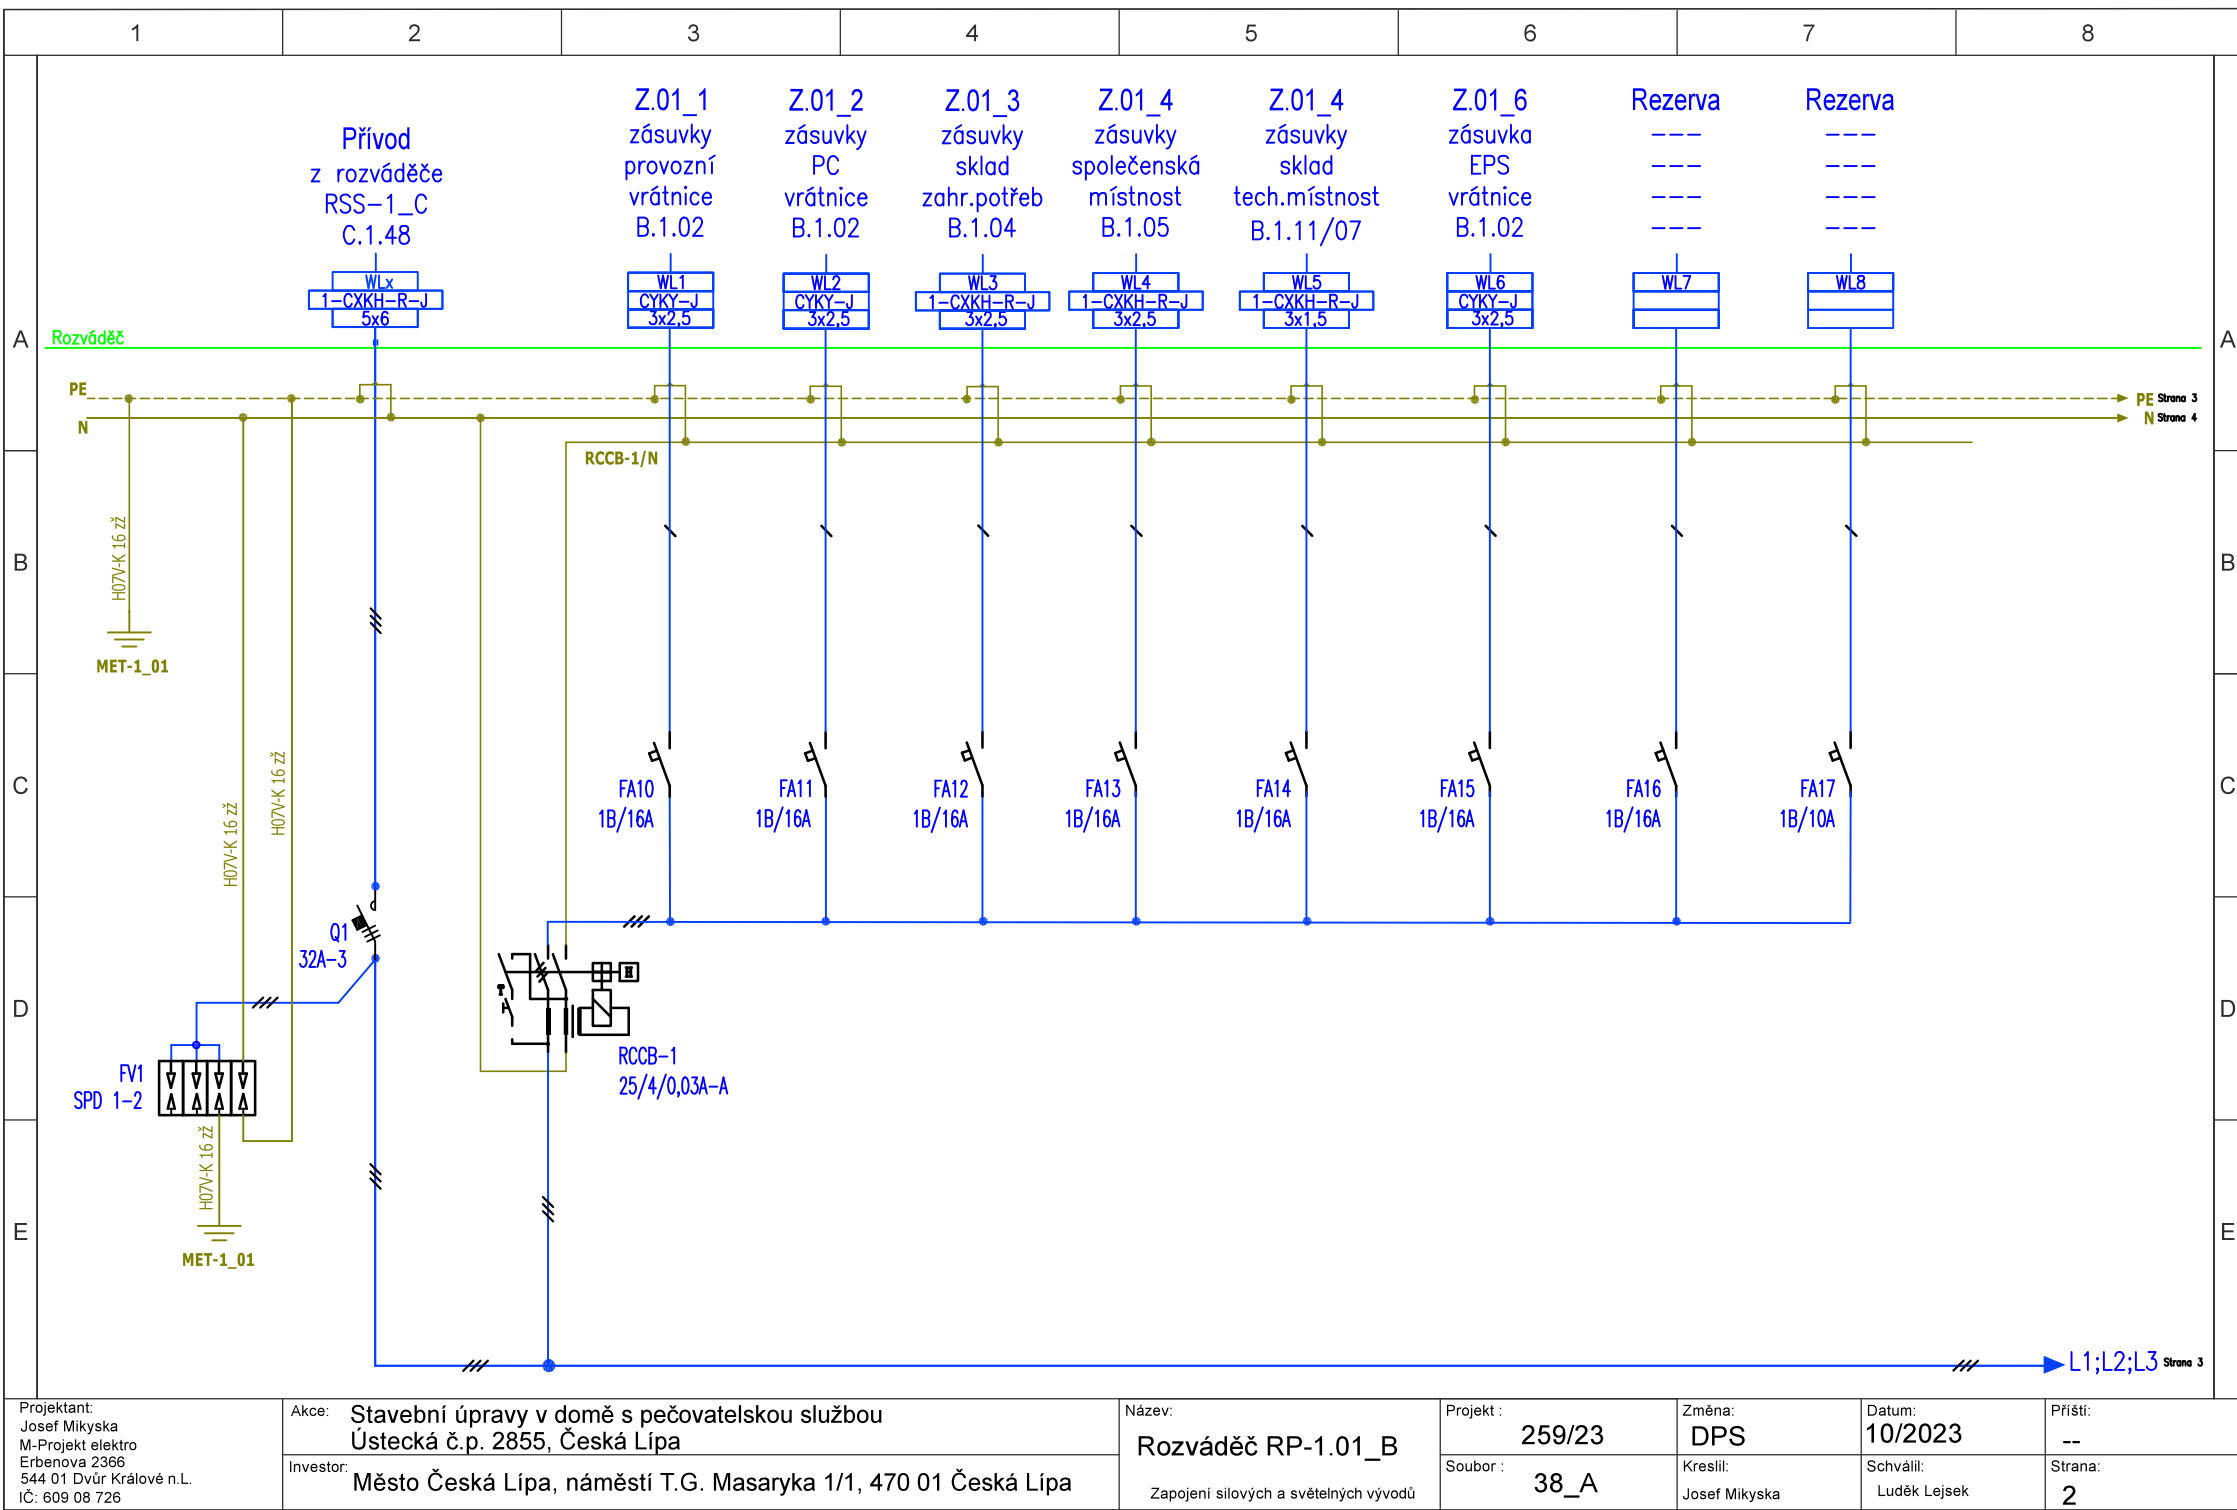 1 2 3 4 5 6 7 8
Přívod
z rozváděče
RSS-1_C
C.1.48
Z.01_1
zásuvky
provozní
vrátnice
B.1.02
Z.01_2
zásuvky
PC
vrátnice
B.1.02
Z.01_3
zásuvky
sklad
zahr.potřeb
B.1.04
Z.01_4
zásuvky
společenská
místnost
B.1.05
Z.01_4
zásuvky
sklad
tech.místnost
B.1.11/07
Z.01_6
zásuvka
EPS
vrátnice
B.1.02
Rezerva
---
---
---
---
Rezerva
---
---
---
---
WLx
1-CXKH-R-J
5x6
WL1
CYKY-J
3x2,5
WL2
CYKY-J
3x2,5
WL3
1-CXKH-R-J
3x2,5
WL4
1-CXKH-R-J
3x2,5
WL5
1-CXKH-R-J
3x1,5
WL6
CYKY-J
3x2,5
WL7
WL8
A
Rozváděč
A
PE
PE Strana 3
N
N Strana 4
RCCB-1/N
B
H07V-K 16 zž
B
MET-1_01
C
H07V-K 16 zž
H07V-K 16 zž
C
FA10
1B/16A
FA11
1B/16A
FA12
1B/16A
FA13
1B/16A
FA14
1B/16A
FA15
1B/16A
FA16
1B/16A
FA17
1B/10A
Q1
32A-3
D
D
RCCB-1
25/4/0,03A-A
FV1
SPD 1-2
H07V-K 16 zž
E
E
MET-1_01
L1;L2;L3 Strana 3
Projektant:
Josef Mikyska
M-Projekt elektro
Erbenova 2366
544 01 Dvůr Králové n.L.
IČ: 609 08 726
Akce: Stavební úpravy v domě s pečovatelskou službou
Ústecká č.p. 2855, Česká Lípa
Investor: Město Česká Lípa, náměstí T.G. Masaryka 1/1, 470 01 Česká Lípa
Název:
Rozváděč RP-1.01_B
Zapojení silových a světelných vývodů
Projekt : 259/23
Soubor : 38_A
Změna:
DPS
Kreslil:
Josef Mikyska
Datum:
10/2023
Schválil:
Luděk Lejsek
Příští:
--
Strana:
2